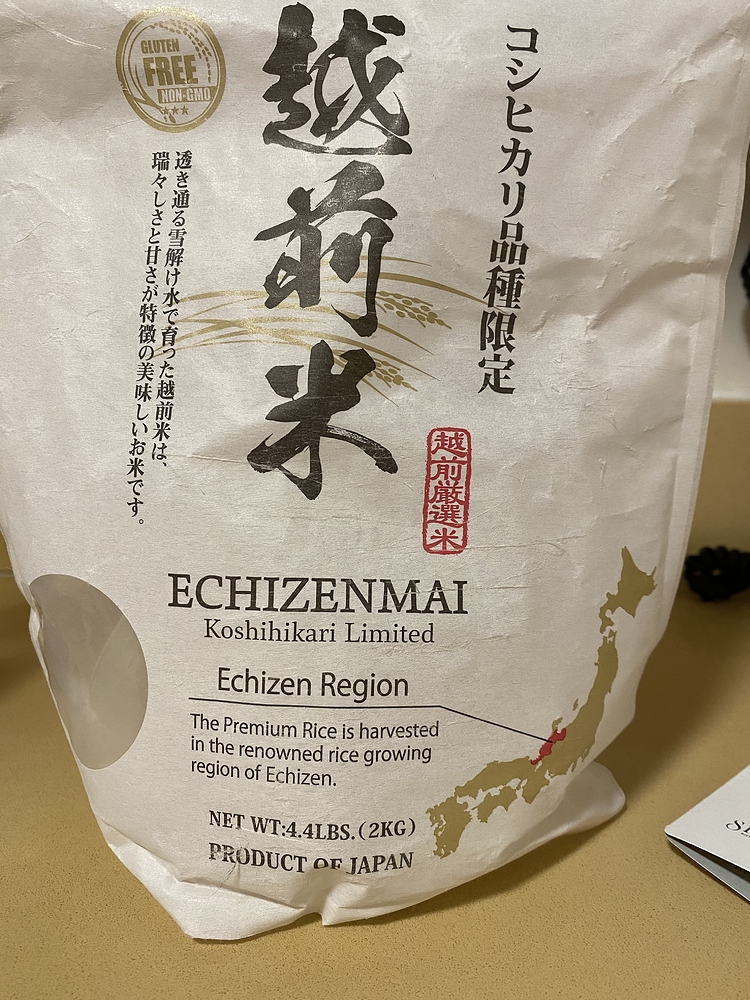 GLUTEN
FREE
NON-GMO
コシヒカリ品種限定
越前米
透き通る雪解け水で育った越前米は、
瑞々しさと甘さが特徴の美味しいお米です。
越前厳選米
ECHIZENMAI
Koshihikari Limited
Echizen Region
The Premium Rice is harvested
in the renowned rice growing
region of Echizen.
NET WT:4.4LBS.(2KG)
PRODUCT OF JAPAN